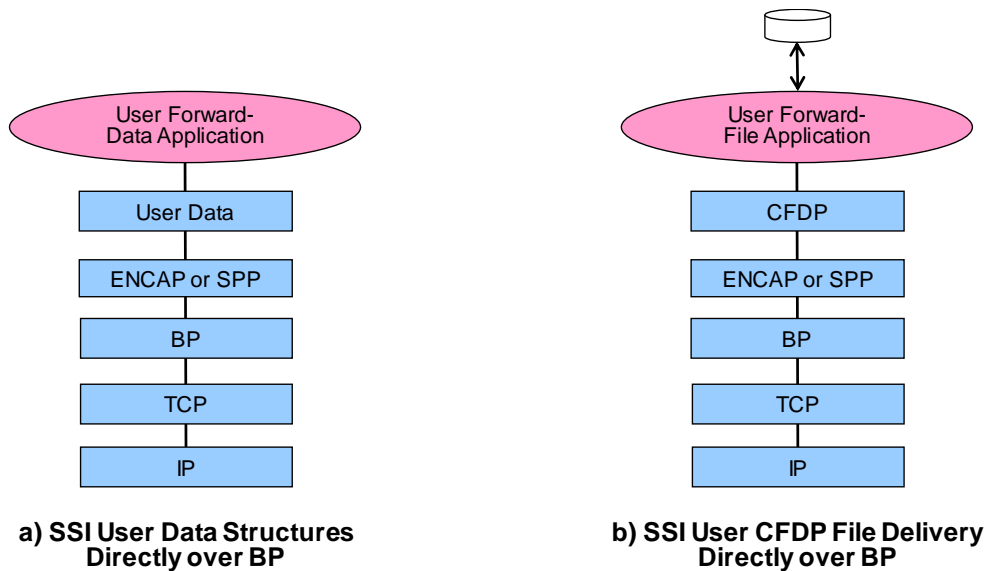 User Forward-
Data Application
User Data
ENCAP or SPP
BP
TCP
IP
a) SSI User Data Structures
Directly over BP
User Forward-
File Application
CFDP
ENCAP or SPP
BP
TCP
IP
b) SSI User CFDP File Delivery
Directly over BP